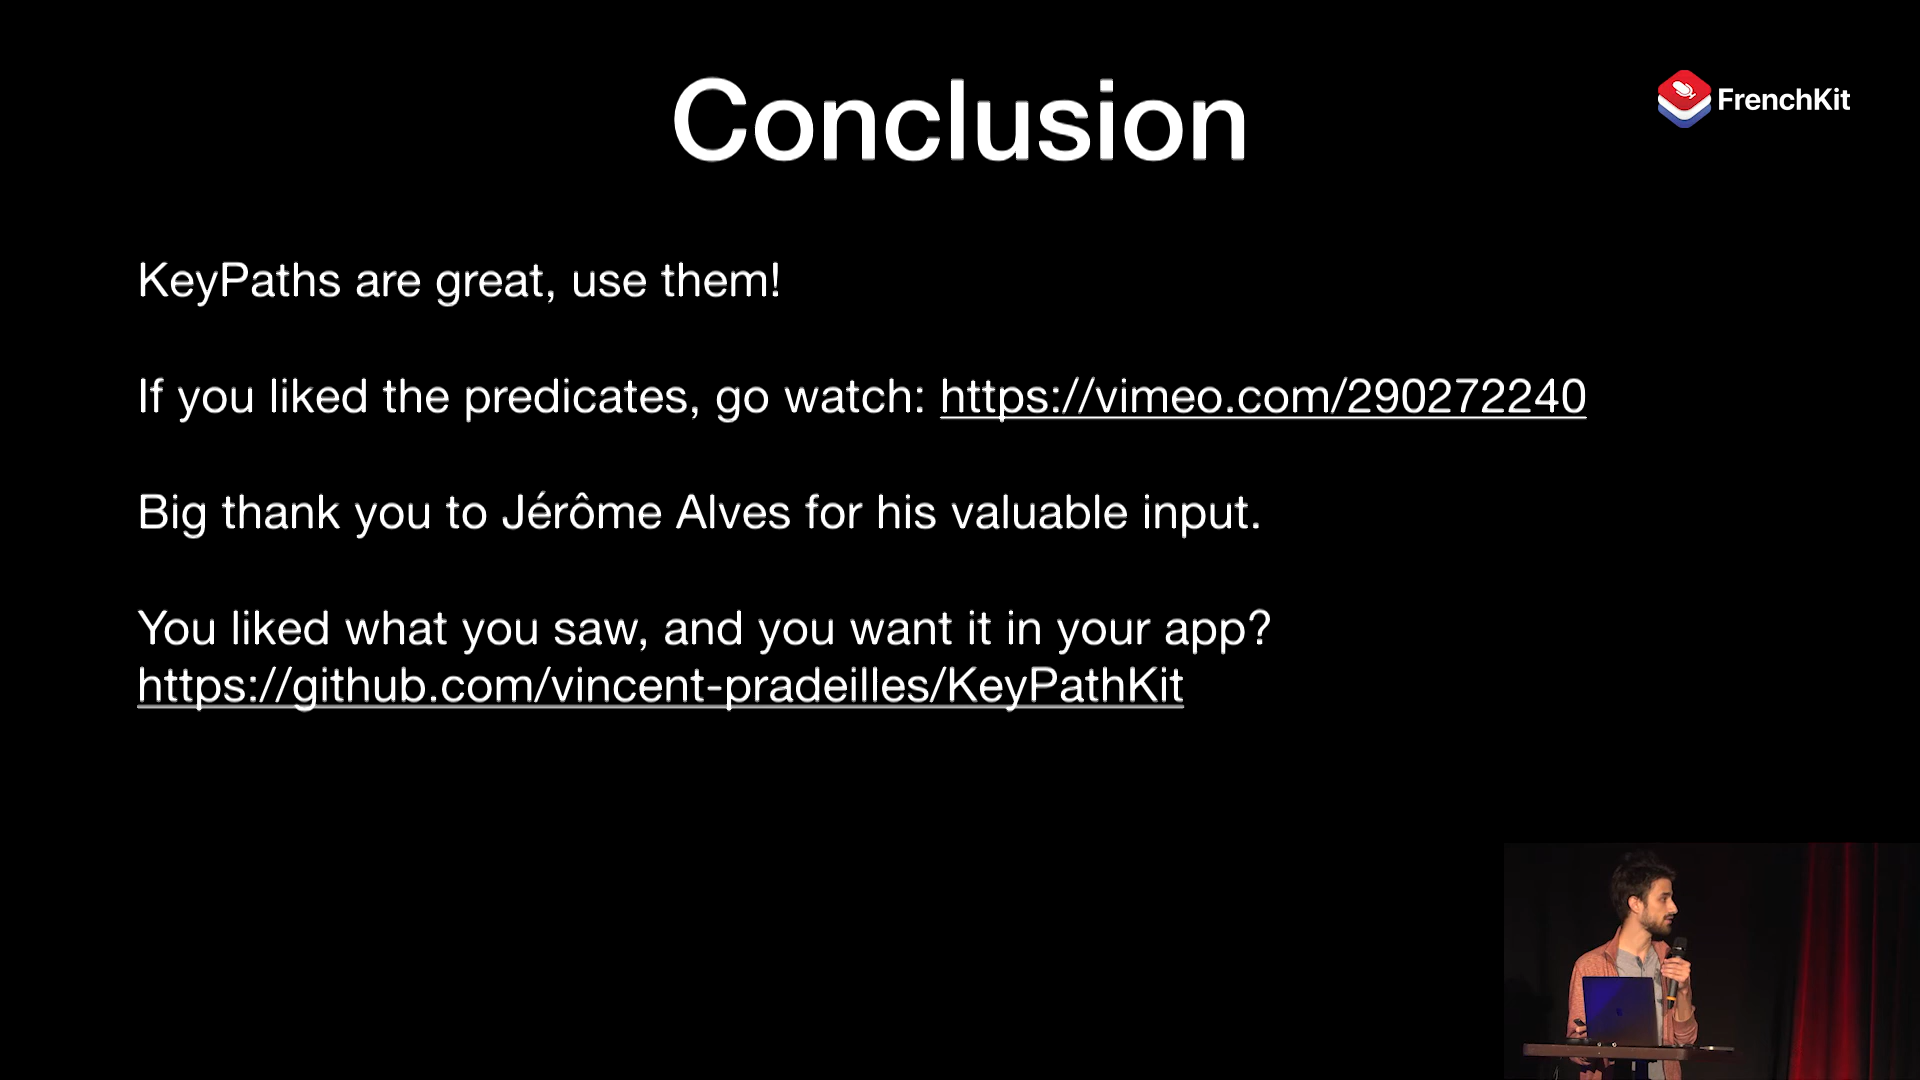 Conclusion
FrenchKit
KeyPaths are great, use them!
If you liked the predicates, go watch: https://vimeo.com/290272240
Big thank you to Jérôme Alves for his valuable input.
You liked what you saw, and you want it in your app?
https://github.com/vincent-pradeilles/KeyPathKit